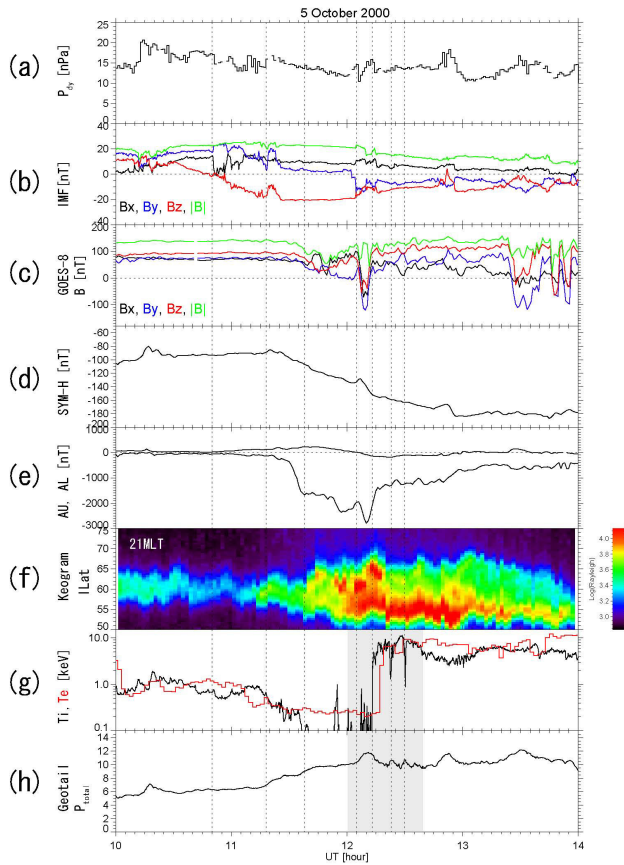 5 October 2000
(a)
P_dy [nPa]
25
20
15
10
5
0
(b)
IMF[nT]
40
20
0
-20
-40
Bx, By, Bz, |B|
(c)
GOES-8
B [nT]
200
100
0
-100
Bx, By, Bz, |B|
(d)
SYM-H [nT]
-60
-80
-100
-120
-140
-160
-180
-200
(e)
AU, AL [nT]
1000
0
-1000
-2000
-3000
(f)
Keogram
ILat
75
70
65
60
55
50
21MLT
4.0
3.8
3.6
3.4
3.2
3.0
Log(Rayleigh)
(g)
Ti, Te [keV]
10.0
1.0
0.1
(h)
Geotail
P_total
14
12
10
8
6
4
2
0
10 11 12 13 14
UT [hour]